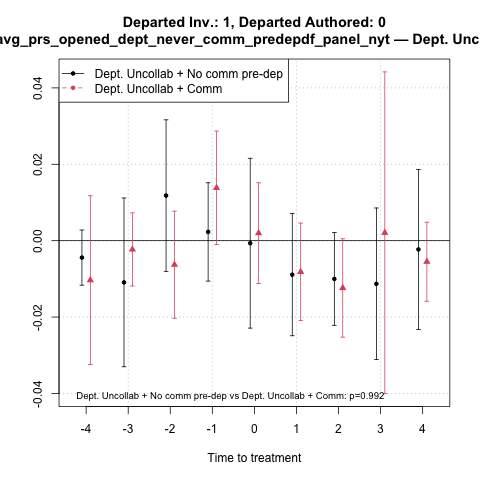 Departed Inv.: 1, Departed Authored: 0
avg_prs_opened_dept_never_comm_predepdf_panel_nyt — Dept. Unc
Dept. Uncollab + No comm pre-dep
Dept. Uncollab + Comm
0.04
0.02
0.00
-0.02
-0.04
Dept. Uncollab + No comm pre-dep vs Dept. Uncollab + Comm: p=0.992
-4 -3 -2 -1 0 1 2 3 4
Time to treatment